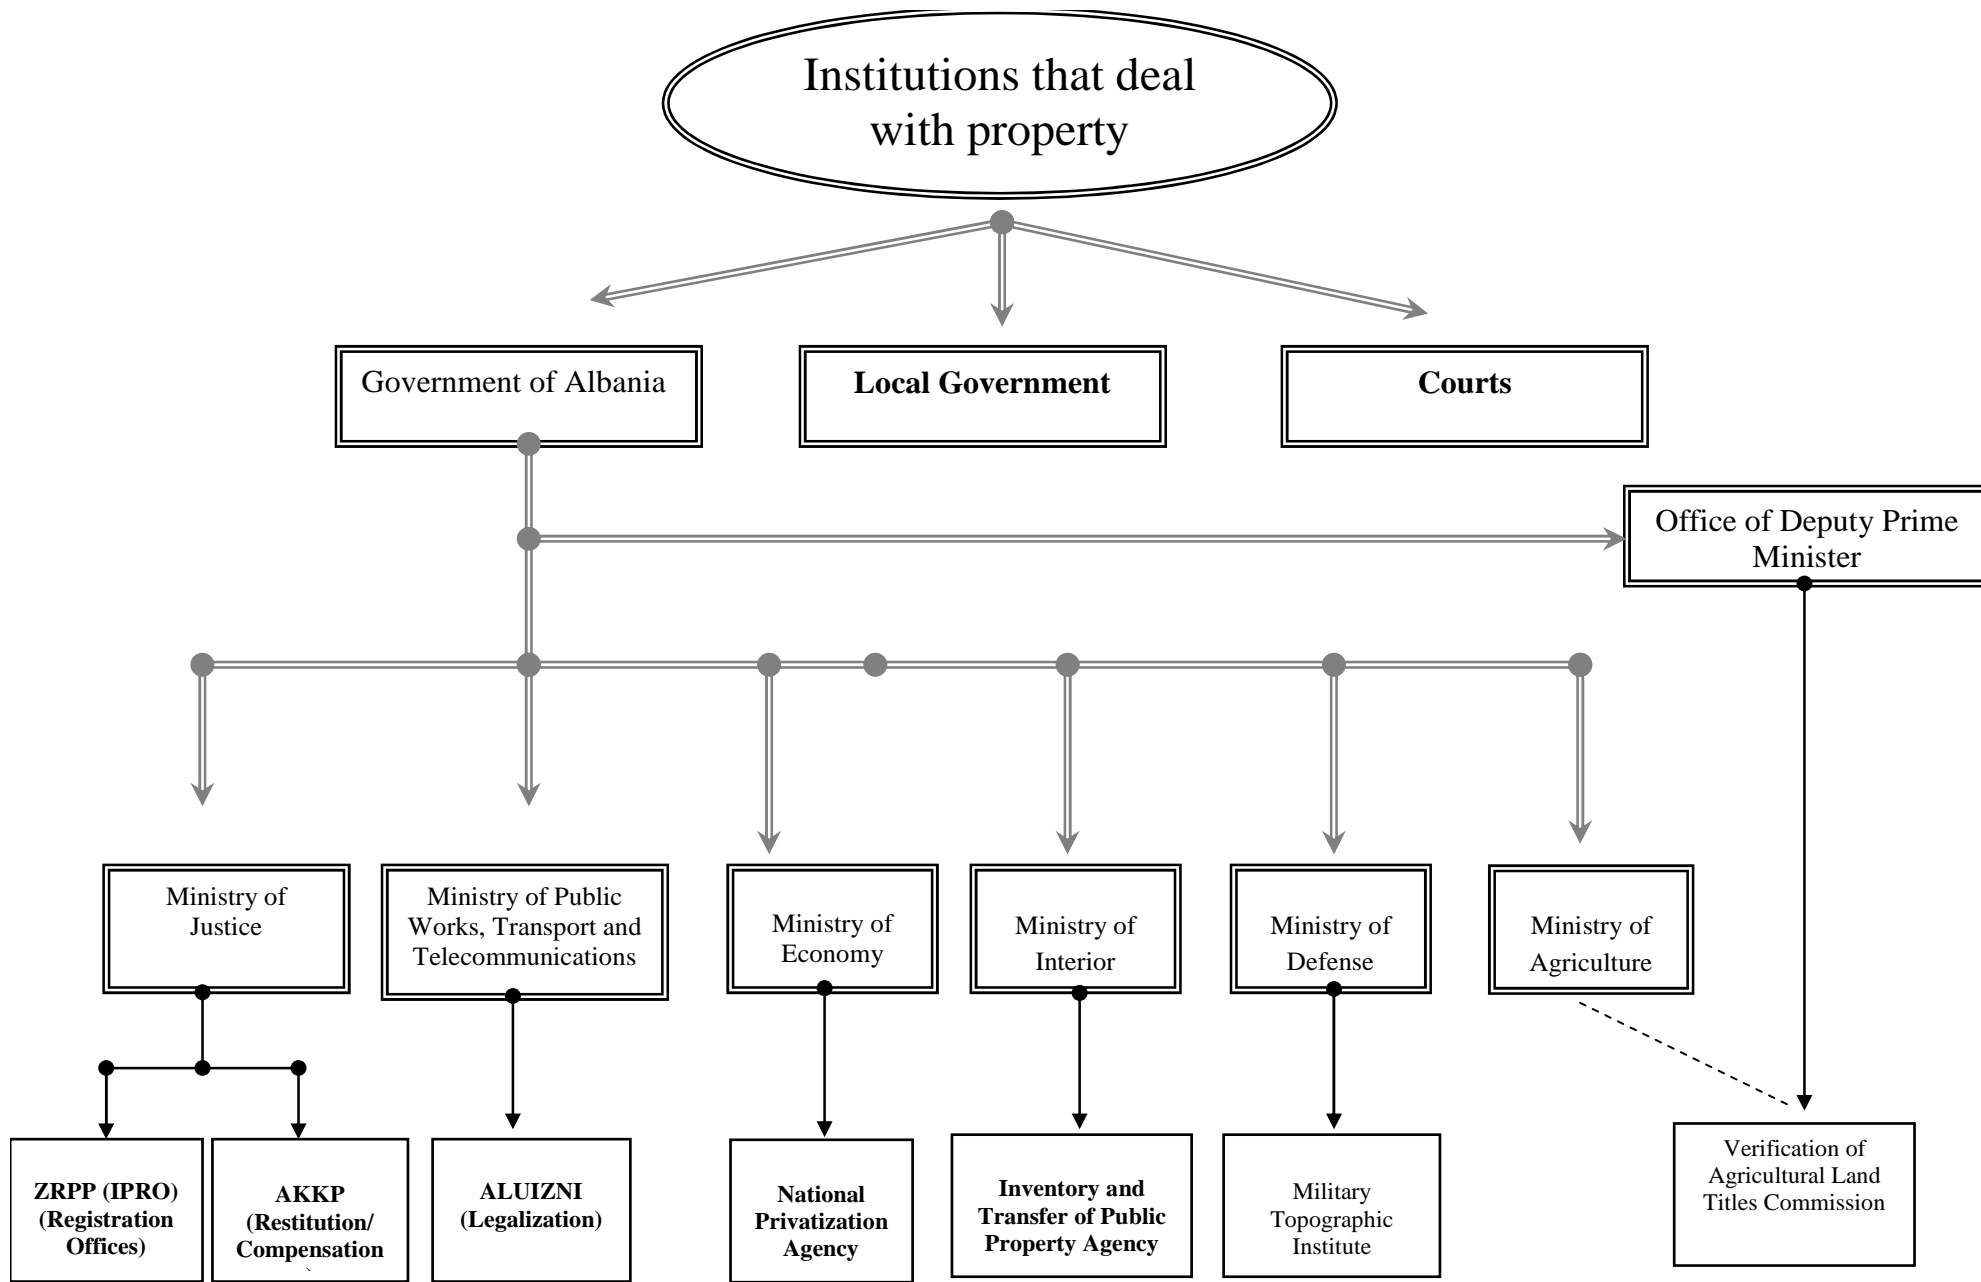 Institutions that deal
with property
Government of Albania
Local Government
Courts
Office of Deputy Prime
Minister
Ministry of
Justice
Ministry of Public
Works, Transport and
Telecommunications
Ministry of
Economy
Ministry of
Interior
Ministry of
Defense
Ministry of
Agriculture
ZRPP (IPRO)
(Registration
Offices)
AKKP
(Restitution/
Compensation
ALUIZNI
(Legalization)
National
Privatization
Agency
Inventory and
Transfer of Public
Property Agency
Military
Topographic
Institute
Verification of
Agricultural Land
Titles Commission